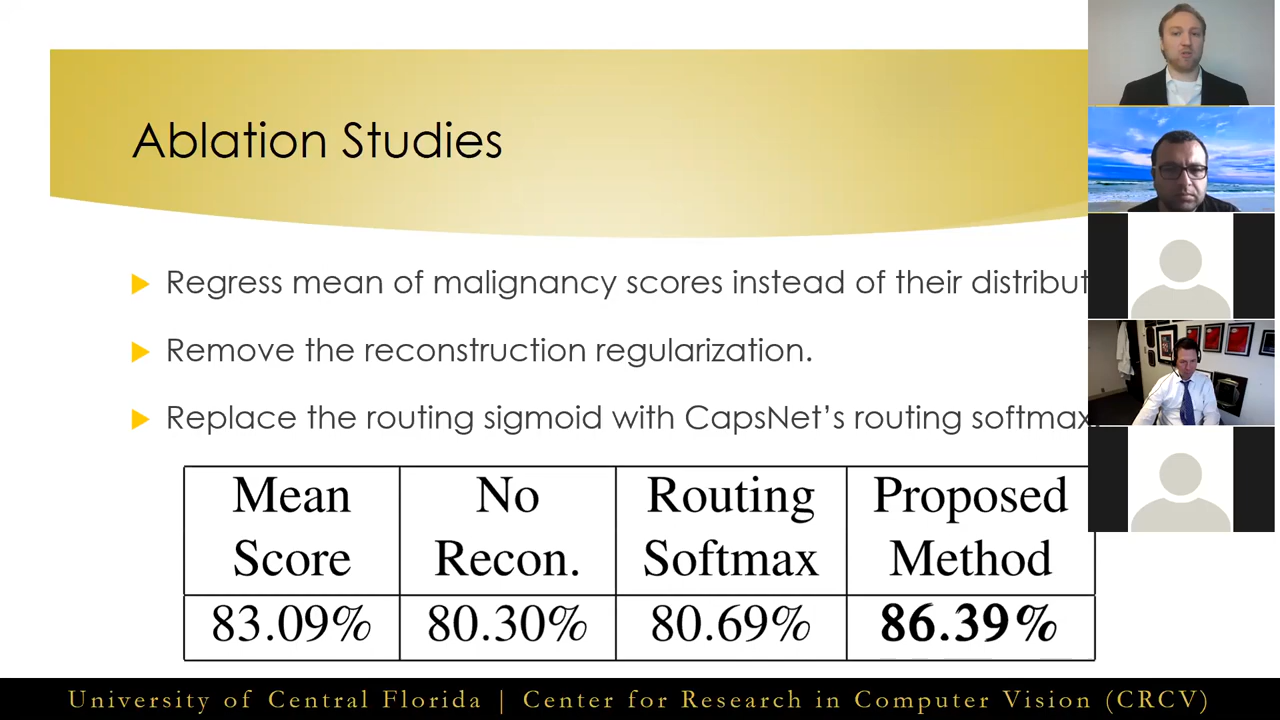 Ablation Studies
Regress mean of malignancy scores instead of their
Remove the reconstruction regularization.
Replace the routing sigmoid with CapsNet's routing softmax.
Mean Score
No Recon.
Routing Softmax
Proposed Method
83.09% 80.30% 80.69% 86.39%
University of Central Florida | Center for Research in Computer Vision (CRCV)